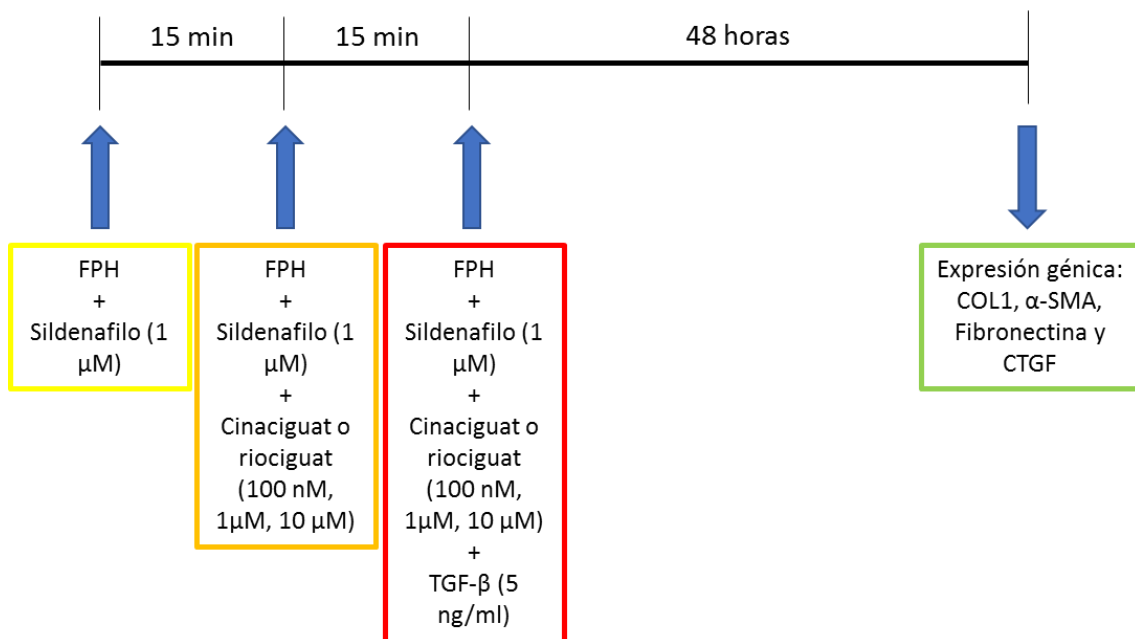 15 min
15 min
48 horas
FPH
+
Sildenafilo (1
µM)
FPH
+
Sildenafilo (1
µM)
+
Cinaciguat o
riociguat
(100 nM,
1µM, 10 µM)
FPH
+
Sildenafilo (1
µM)
+
Cinaciguat o
riociguat
(100 nM,
1µM, 10 µM)
+
TGF-β (5
ng/ml)
Expresión génica:
COL1, α-SMA,
Fibronectina y
CTGF